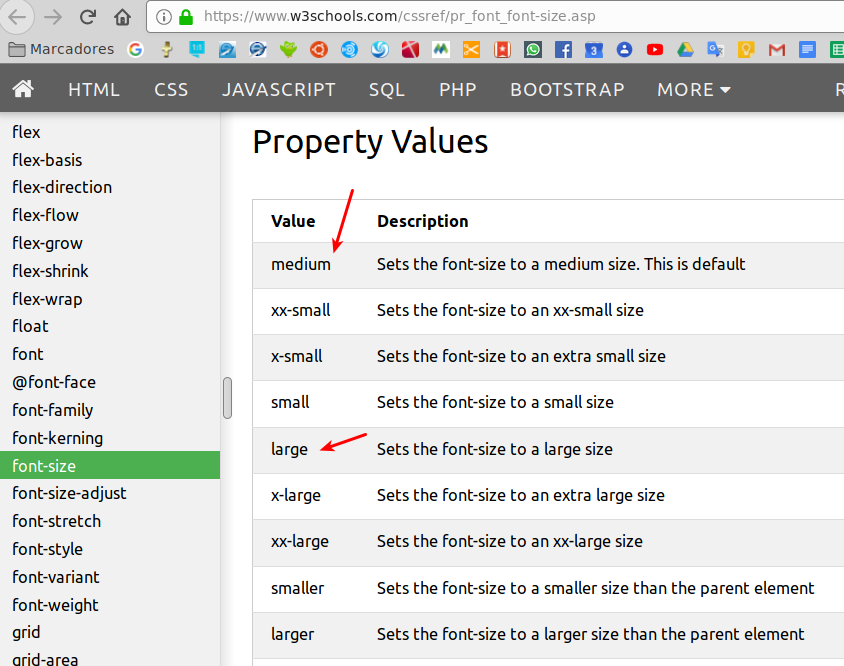 https://www.w3schools.com/cssref/pr_font_font-size.asp
Marcadores
HTML CSS JAVASCRIPT SQL PHP BOOTSTRAP MORE R
flex
flex-basis
flex-direction
flex-flow
flex-grow
flex-shrink
flex-wrap
float
font
@font-face
font-family
font-kerning
font-size
font-size-adjust
font-stretch
font-style
font-variant
font-weight
grid
grid-area
Property Values
Value Description
medium Sets the font-size to a medium size. This is default
xx-small Sets the font-size to an xx-small size
x-small Sets the font-size to an extra small size
small Sets the font-size to a small size
large Sets the font-size to a large size
x-large Sets the font-size to an extra large size
xx-large Sets the font-size to an xx-large size
smaller Sets the font-size to a smaller size than the parent element
larger Sets the font-size to a larger size than the parent element